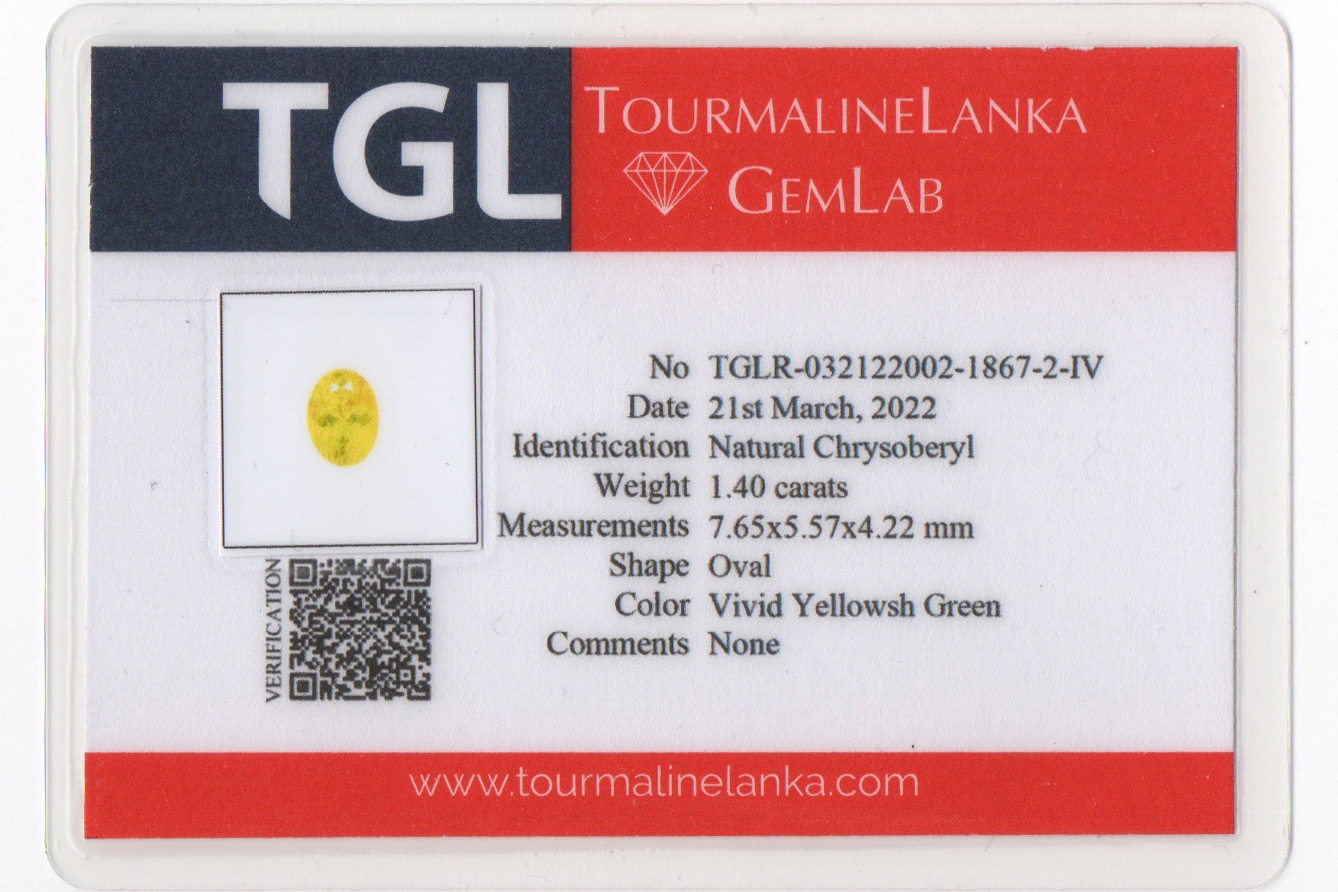 TGL
TOURMALINELANKA
GEMLAB
No TGLR-032122002-1867-2-IV
Date 21st March, 2022
Identification Natural Chrysoberyl
Weight 1.40 carats
Measurements 7.65x5.57x4.22 mm
Shape Oval
Color Vivid Yellowsh Green
Comments None
VERIFICATION
www.tourmalinelanka.com